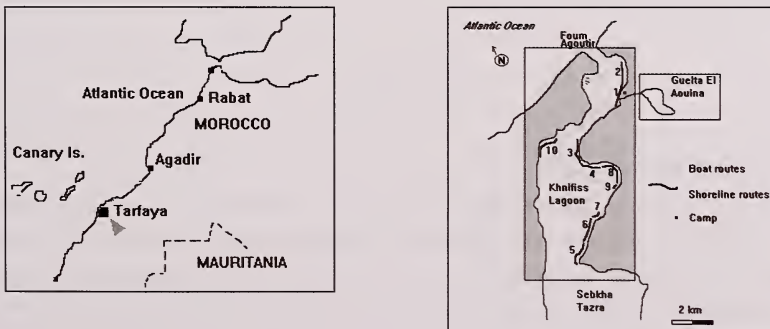 Atlantic Ocean
Rabat
MOROCCO
Canary Is.
Agadir
Tarfaya
MAURITANIA
Atlantic Ocean
Foum
Agoutir
N
2
Guelta El
Aouina
1
10
3
4
8
9
Khnifiss
Lagoon
7
6
5
Boat routes
Shoreline routes
Camp
Sebkha
Tazra
2 km